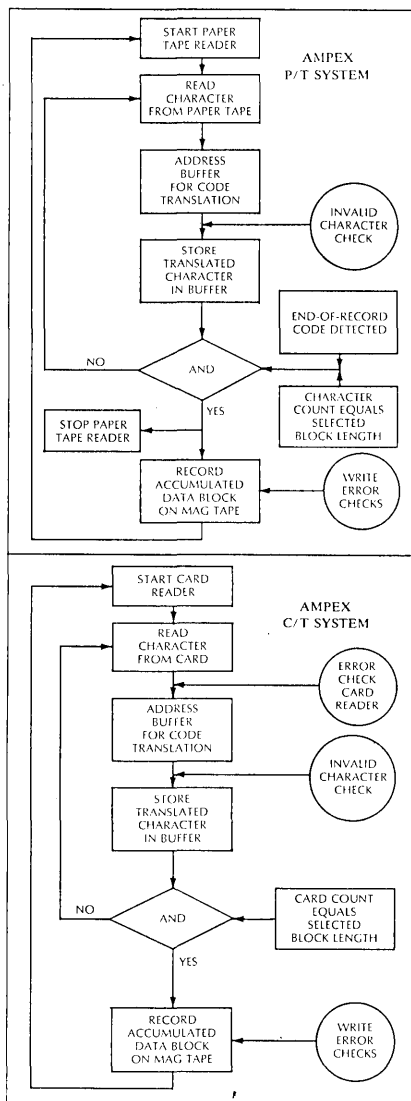 START PAPER
TAPE READER
AMPEX
P/T SYSTEM
READ
CHARACTER
FROM PAPER TAPE
ADDRESS
BUFFER
FOR CODE
TRANSLATION
INVALID
CHARACTER
CHECK
STORE
TRANSLATED
CHARACTER
IN BUFFER
END-OF-RECORD
CODE DETECTED
NO
AND
YES
CHARACTER
COUNT EQUALS
SELECTED
BLOCK LENGTH
STOP PAPER
TAPE READER
RECORD
ACCUMULATED
DATA BLOCK
ON MAG TAPE
WRITE
ERROR
CHECKS
START CARD
READER
AMPEX
C/T SYSTEM
READ
CHARACTER
FROM CARD
ERROR
CHECK
CARD
READER
ADDRESS
BUFFER
FOR CODE
TRANSLATION
INVALID
CHARACTER
CHECK
STORE
TRANSLATED
CHARACTER
IN BUFFER
NO
AND
CARD COUNT
EQUALS
SELECTED
BLOCK LENGTH
YES
RECORD
ACCUMULATED
DATA BLOCK
ON MAG TAPE
WRITE
ERROR
CHECKS